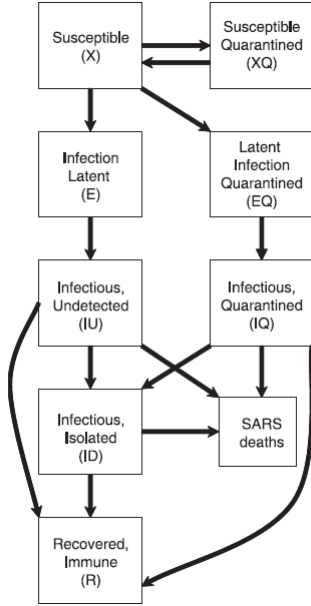 Susceptible
(X)
Susceptible
Quarantined
(XQ)
Infection
Latent
(E)
Latent
Infection
Quarantined
(EQ)
Infectious,
Undetected
(IU)
Infectious,
Quarantined
(IQ)
Infectious,
Isolated
(ID)
SARS
deaths
Recovered,
Immune
(R)